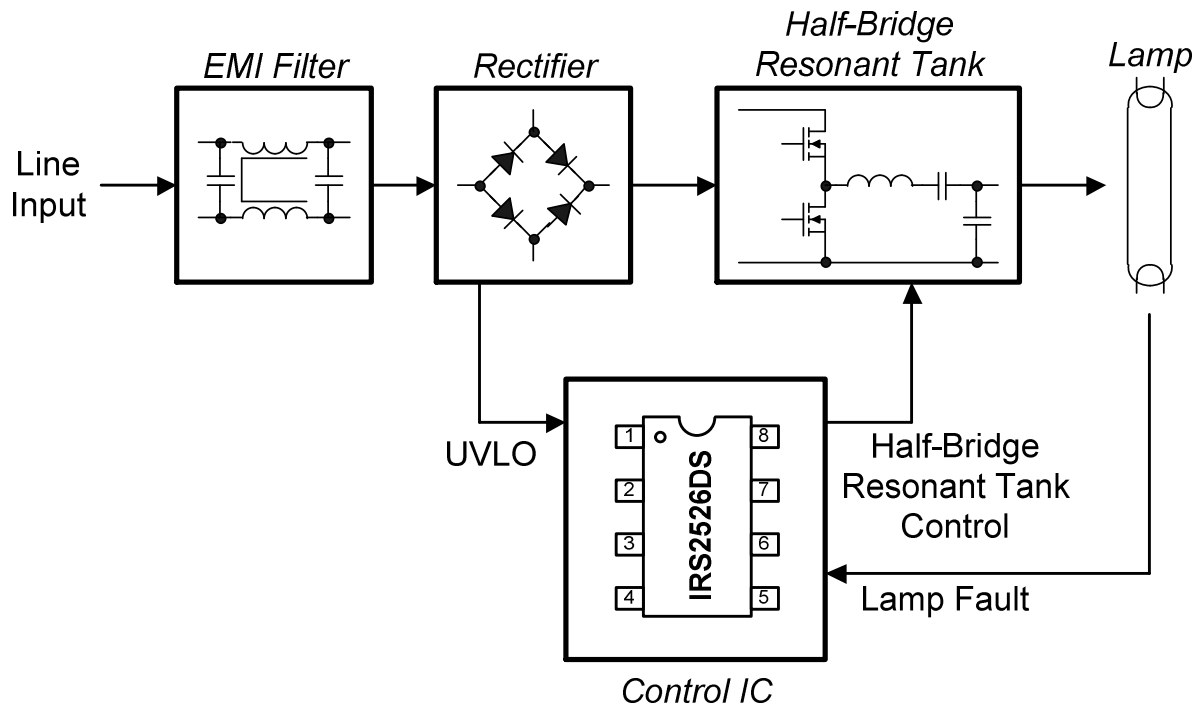 EMI Filter
Rectifier
Half-Bridge
Resonant Tank
Lamp
Line
Input
UVLO
1
2
3
4
IRS2526DS
8
7
6
5
Half-Bridge
Resonant Tank
Control
Lamp Fault
Control IC